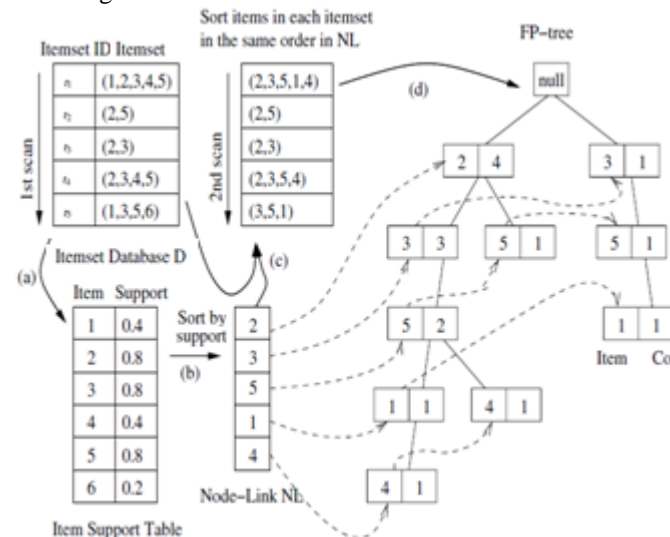 Sort items in each itemset
in the same order in NL
FP-tree
Itemset ID Itemset
(1,2,3,4,5)
(2,5)
(2,3)
(2,3,4,5)
(1,3,5,6)
1st scan
Itemset Database D
(2,3,5,1,4)
(2,5)
(2,3)
(2,3,5,4)
(3,5,1)
2nd scan
(a)
(c)
(d)
Item Support
1 0.4
2 0.8
3 0.8
4 0.4
5 0.8
6 0.2
Item Support Table
Sort by
support
(b)
2
3
5
1
4
Node-Link NL
null
2 4
3 1
3 3
5 1
5 1
5 2
1 1
Item Co
1 1
4 1
4 1